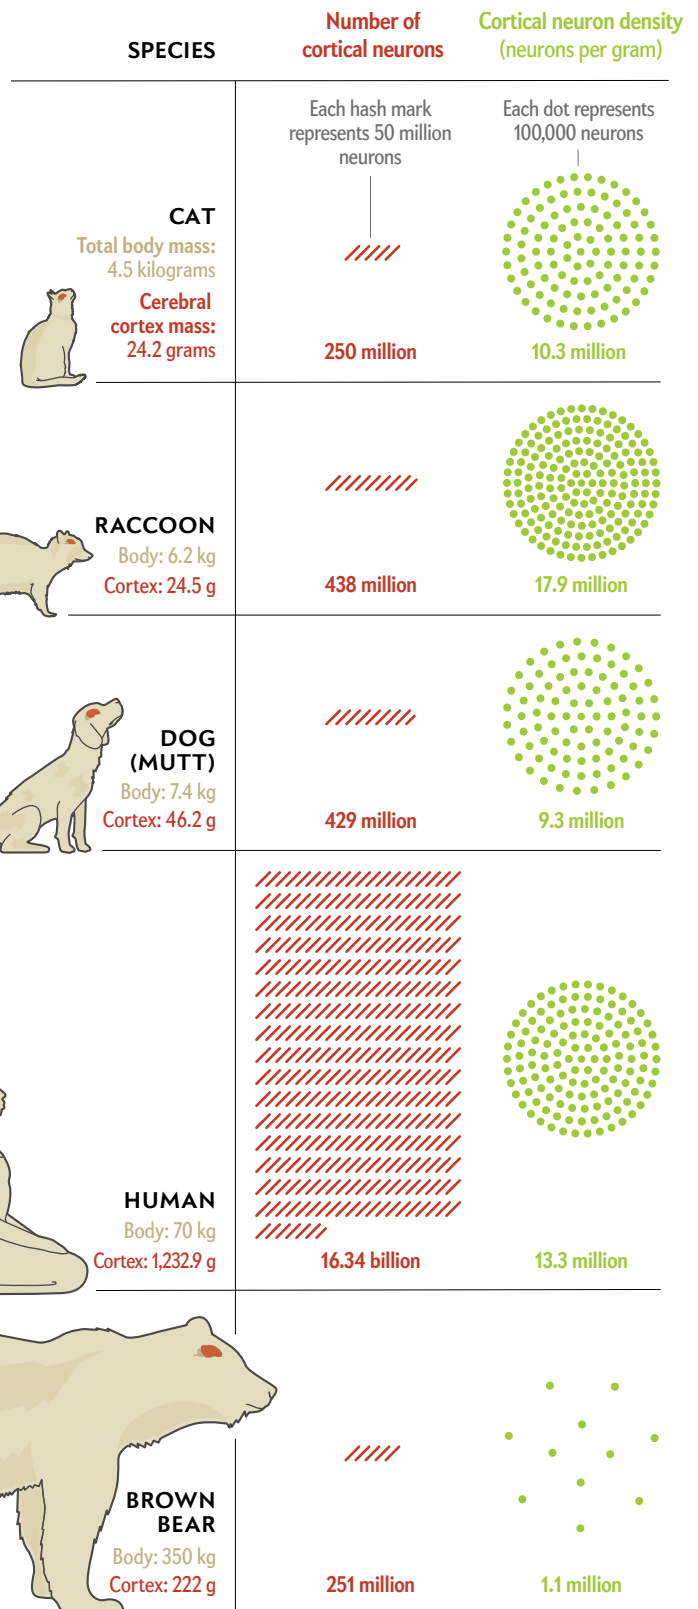 SPECIES
Number of
cortical neurons
Cortical neuron density
(neurons per gram)
Each hash mark
represents 50 million
neurons
Each dot represents
100,000 neurons
CAT
Total body mass:
4.5 kilograms
Cerebral
cortex mass:
24.2 grams
250 million
10.3 million
RACCOON
Body: 6.2 kg
Cortex: 24.5 g
438 million
17.9 million
DOG
(MUTT)
Body: 7.4 kg
Cortex: 46.2 g
429 million
9.3 million
HUMAN
Body: 70 kg
Cortex: 1,232.9 g
16.34 billion
13.3 million
BROWN
BEAR
Body: 350 kg
Cortex: 222 g
251 million
1.1 million